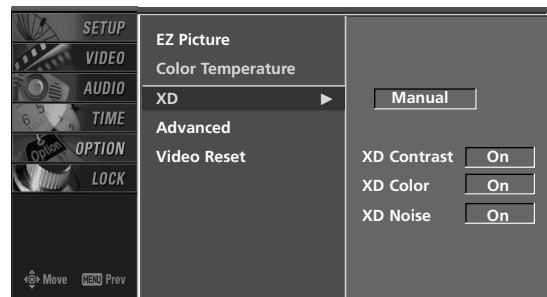 SETUP
VIDEO
AUDIO
TIME
Option OPTION
LOCK
Move MENU Prev
EZ Picture
Color Temperature
XD ►
Advanced
Video Reset
Manual
XD Contrast On
XD Color On
XD Noise On